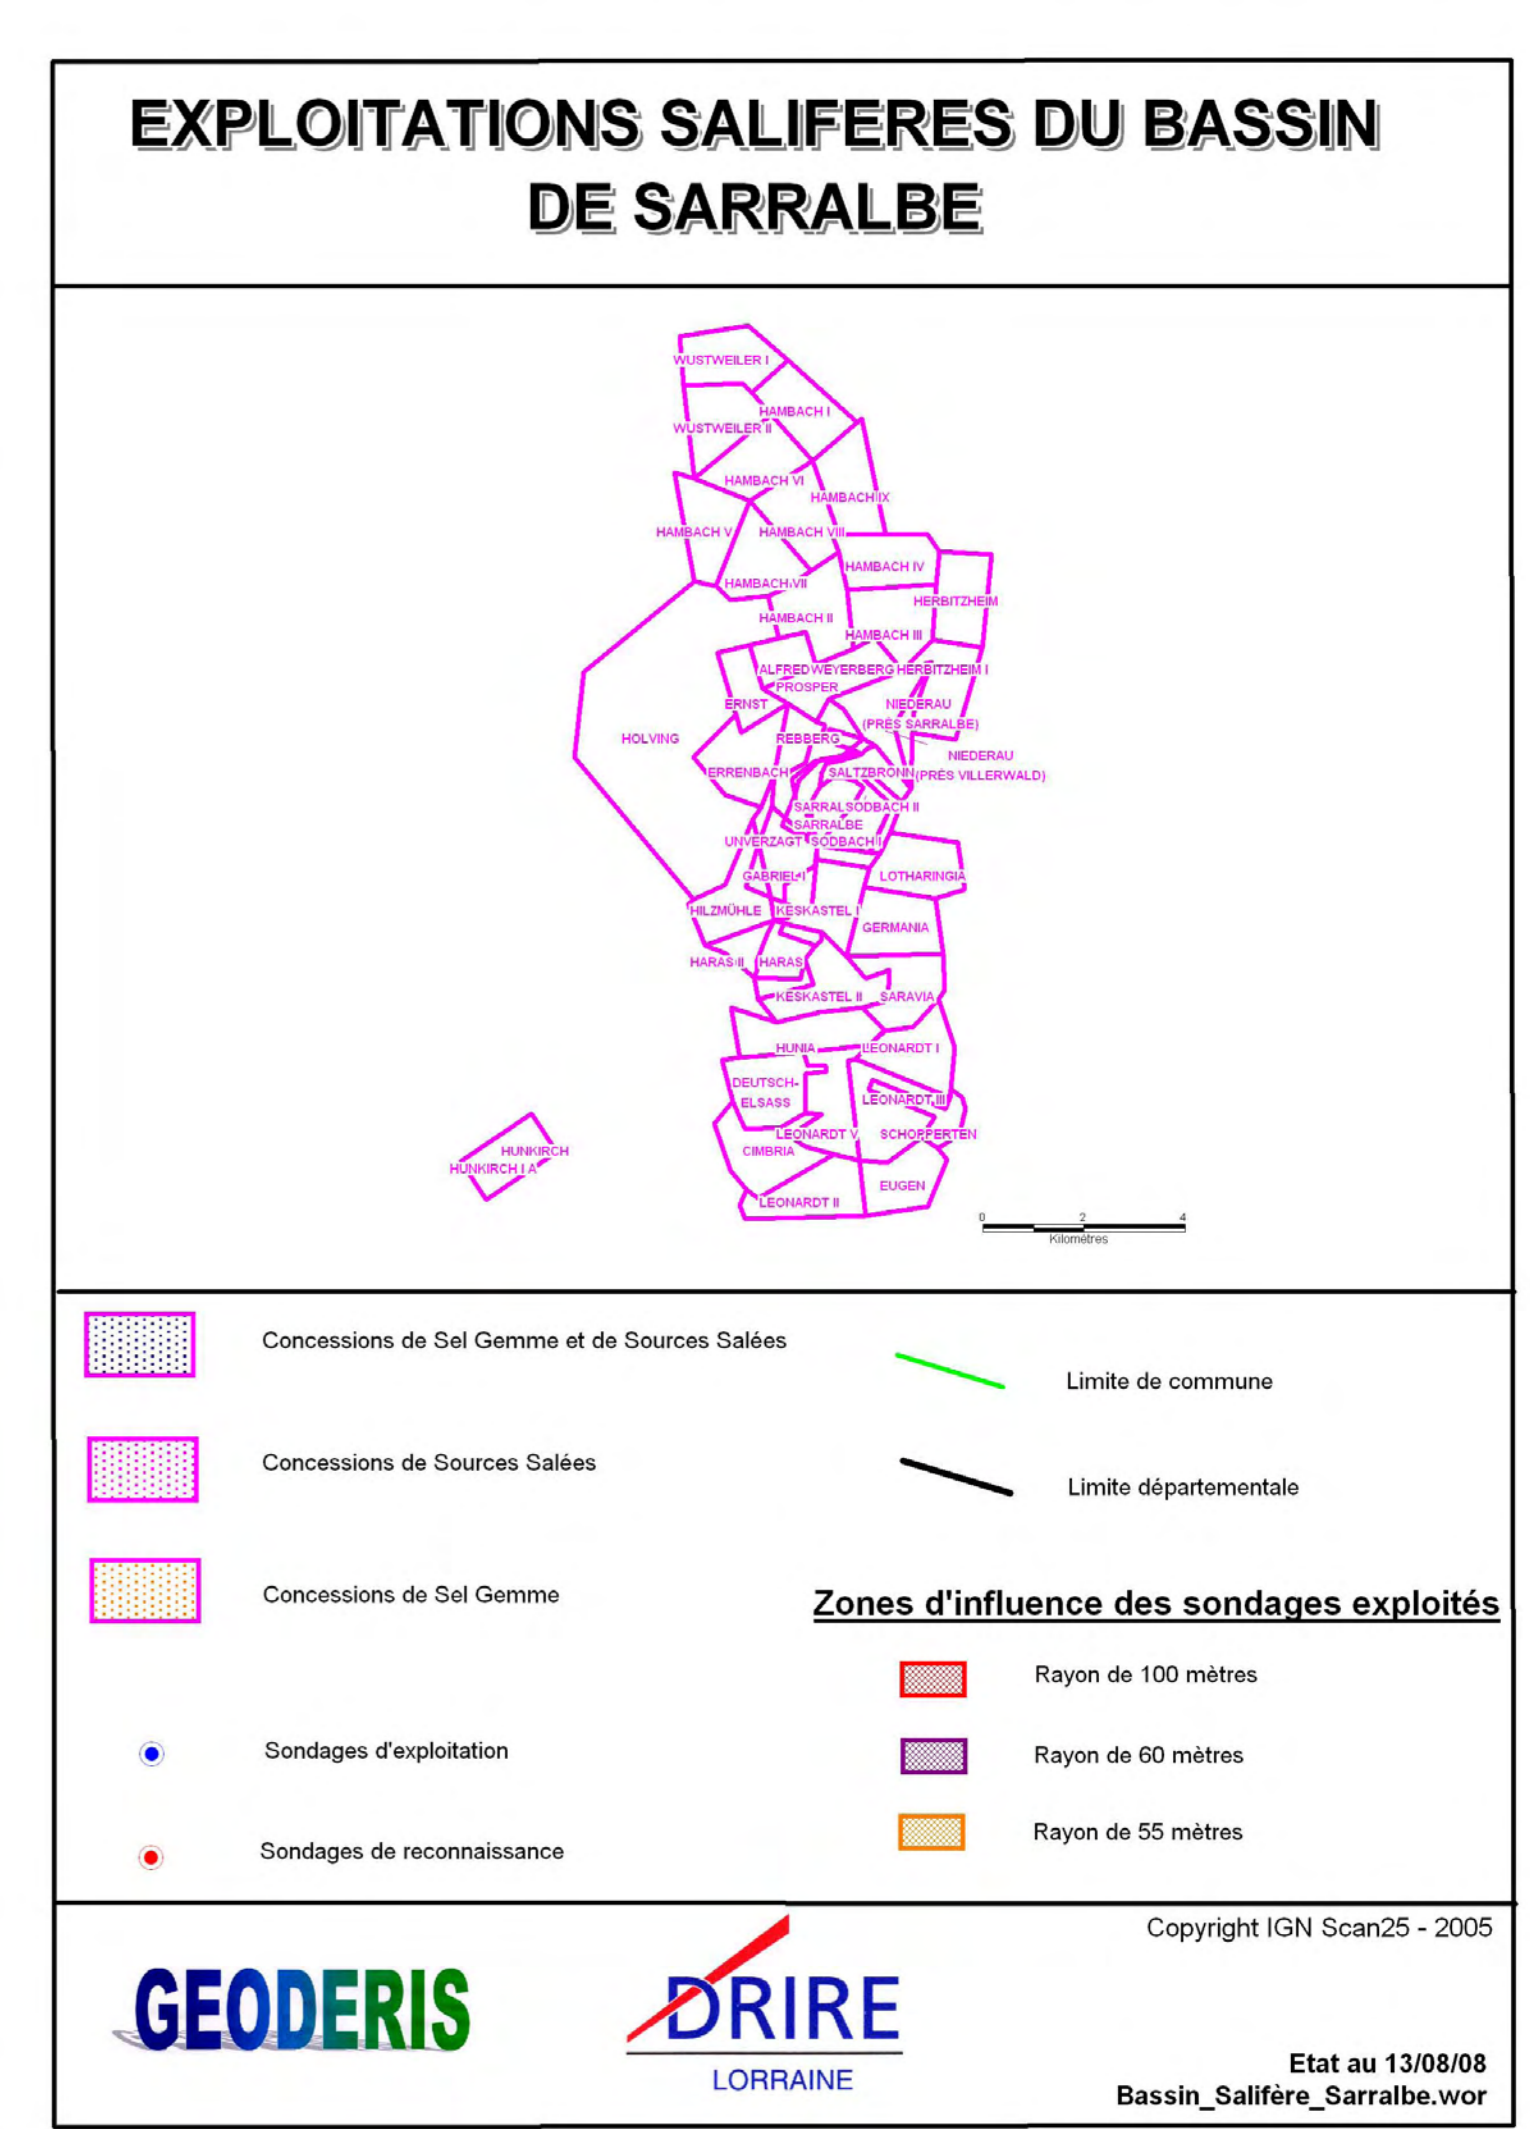 EXPLOITATIONS SALIFERES DU BASSIN
DE SARRALBE
WUSTWEILER I
HAMBACH I
WUSTWEILER II
HAMBACH VI
HAMBACH IX
HAMBACH V
HAMBACH VIII
HAMBACH IV
HAMBACH VII
HERBITZHEIM
HAMBACH II
HAMBACH III
ALFRED
WEYERBERG
HERBITZHEIM I
PROSPER
ERNST
NIEDERAU
(PRÈS SARRALBE)
HOLVING
REBBERG
NIEDERAU
(PRÈS VILLERWALD)
ERRENBACH
SALTZBRONN
SARRAL
SODBACH II
SARRALBE
UNVERZAGT
SODBACH I
GABRIEL I
LOTHARINGIA
HILZMÜHLE
KESKASTEL I
GERMANIA
HARAS II
HARAS
KESKASTEL II
SARAVIA
HUNIA
LEONARDT I
DEUTSCH-
ELSASS
LEONARDT III
LEONARDT V
SCHOPPERTEN
CIMBRIA
HUNKIRCH
HUNKIRCH I A
EUGEN
LEONARDT II
0 2 4
Kilomètres
Concessions de Sel Gemme et de Sources Salées
Limite de commune
Concessions de Sources Salées
Limite départementale
Concessions de Sel Gemme
Zones d'influence des sondages exploités
Rayon de 100 mètres
Sondages d'exploitation
Rayon de 60 mètres
Rayon de 55 mètres
Sondages de reconnaissance
Copyright IGN Scan25 - 2005
GEODERIS
DRIRE
LORRAINE
Etat au 13/08/08
Bassin_Salifère_Sarralbe.wor